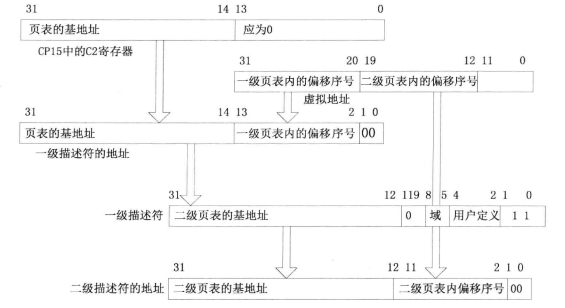 31 14 13 0
页表的基地址 应为0
CP15中的C2寄存器
31 20 19 12 11 0
一级页表内的偏移序号 二级页表内的偏移序号
虚拟地址
31 14 13 2 1 0
页表的基地址 一级页表内的偏移序号 00
一级描述符的地址
31 12 119 8 5 4 2 1 0
一级描述符 二级页表的基地址 0 域 用户定义 1 1
31 12 11 2 1 0
二级描述符的地址 二级页表的基地址 二级页表内偏移序号 00